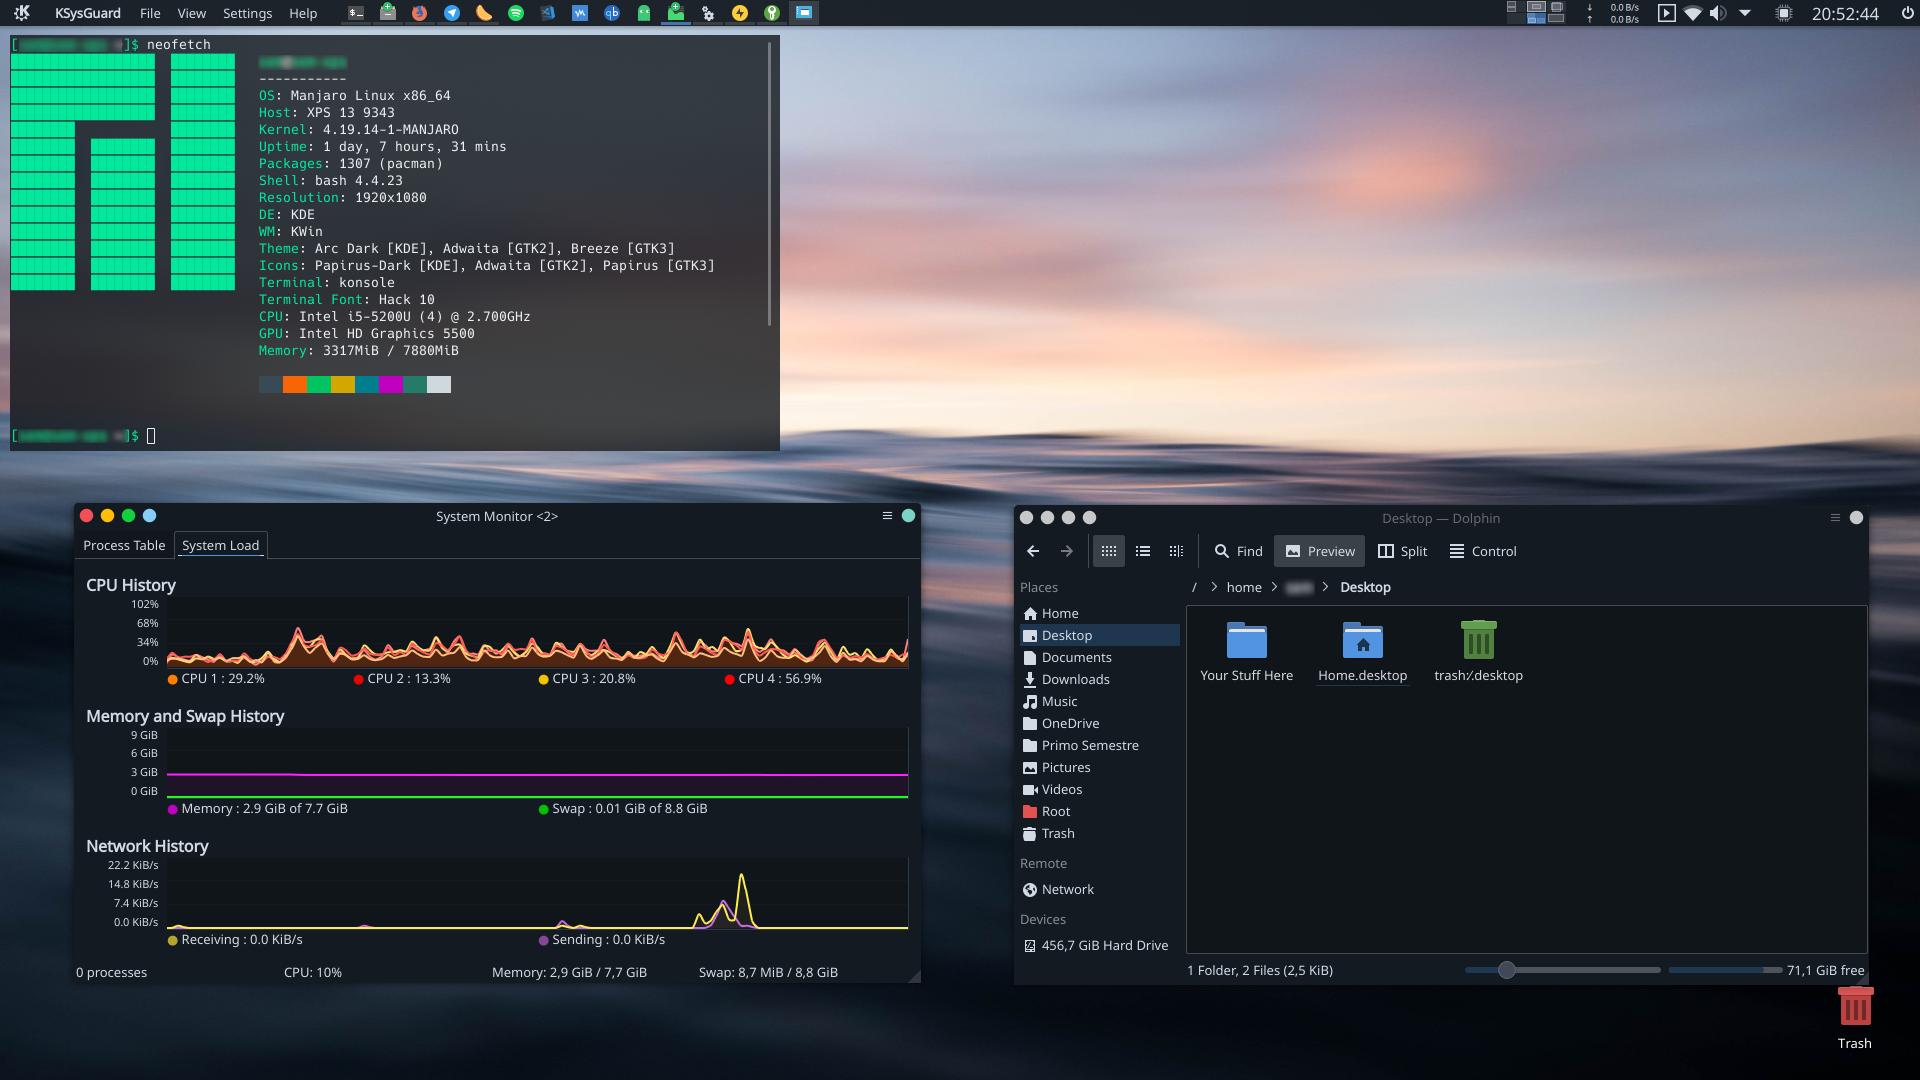 KSysGuard File View Settings Help
0.0 B/s
0.0 B/s
20:52:44
]$ neofetch
-----------
OS: Manjaro Linux x86_64
Host: XPS 13 9343
Kernel: 4.19.14-1-MANJARO
Uptime: 1 day, 7 hours, 31 mins
Packages: 1307 (pacman)
Shell: bash 4.4.23
Resolution: 1920x1080
DE: KDE
WM: KWin
Theme: Arc Dark [KDE], Adwaita [GTK2], Breeze [GTK3]
Icons: Papirus-Dark [KDE], Adwaita [GTK2], Papirus [GTK3]
Terminal: konsole
Terminal Font: Hack 10
CPU: Intel i5-5200U (4) @ 2.700GHz
GPU: Intel HD Graphics 5500
Memory: 3317MiB / 7880MiB
]$
System Monitor <2>
Process Table System Load
CPU History
102%
68%
34%
0%
CPU 1 : 29.2% CPU 2 : 13.3% CPU 3 : 20.8% CPU 4 : 56.9%
Memory and Swap History
9 GiB
6 GiB
3 GiB
0 GiB
Memory : 2.9 GiB of 7.7 GiB Swap : 0.01 GiB of 8.8 GiB
Network History
22.2 KiB/s
14.8 KiB/s
7.4 KiB/s
0.0 KiB/s
Receiving : 0.0 KiB/s Sending : 0.0 KiB/s
0 processes CPU: 10% Memory: 2,9 GiB / 7,7 GiB Swap: 8,7 MiB / 8,8 GiB
Desktop — Dolphin
Find Preview Split Control
Places
Home
Desktop
Documents
Downloads
Music
OneDrive
Primo Semestre
Pictures
Videos
Root
Trash
Remote
Network
Devices
456,7 GiB Hard Drive
/ > home > > Desktop
Your Stuff Here Home.desktop trash⁄.desktop
1 Folder, 2 Files (2,5 KiB) 71,1 GiB free
Trash